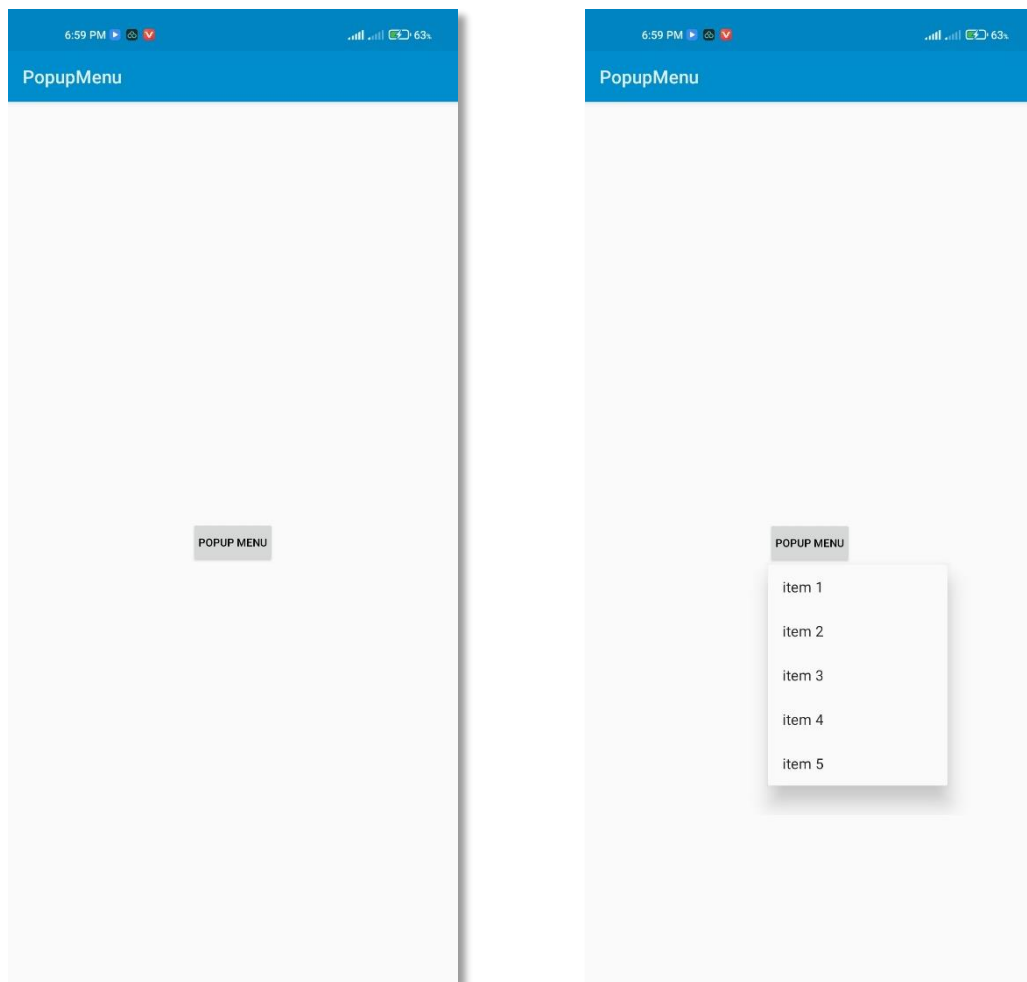 6:59 PM
63%
PopupMenu
POPUP MENU
6:59 PM
63%
PopupMenu
POPUP MENU
item 1
item 2
item 3
item 4
item 5